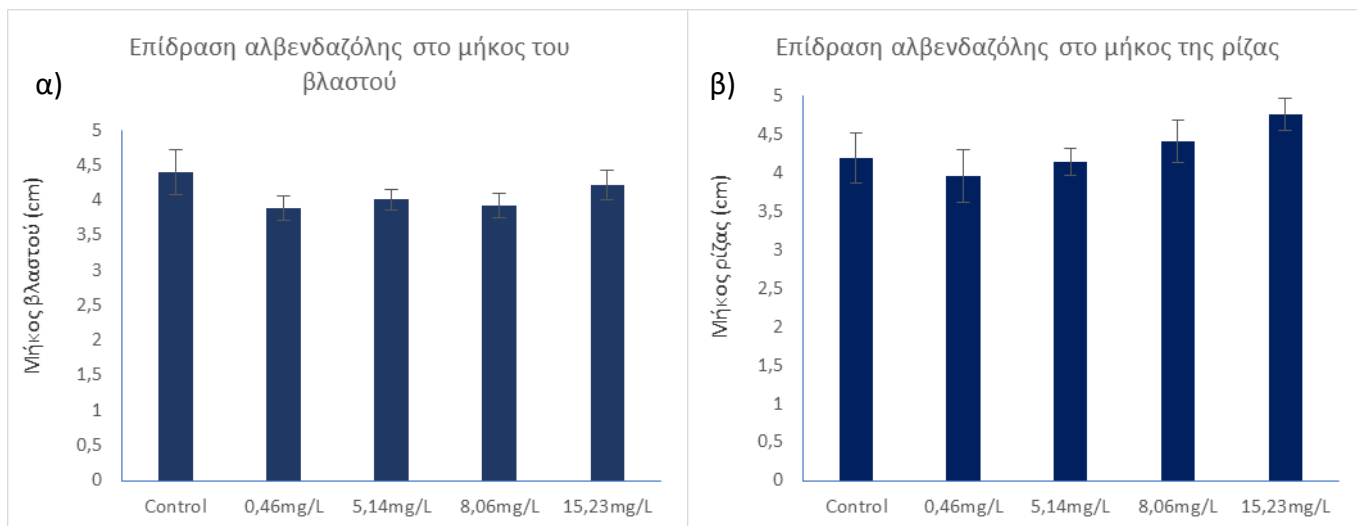 Επίδραση αλβενδαζόλης στο μήκος του
βλαστού
α)
Μήκος βλαστού (cm)
5
4,5
4
3,5
3
2,5
2
1,5
1
0,5
0
Control 0,46mg/L 5,14mg/L 8,06mg/L 15,23mg/L
Επίδραση αλβενδαζόλης στο μήκος της ρίζας
β)
Μήκος ρίζας (cm)
5
4,5
4
3,5
3
2,5
2
1,5
1
0,5
0
Control 0,46mg/L 5,14mg/L 8,06mg/L 15,23mg/L